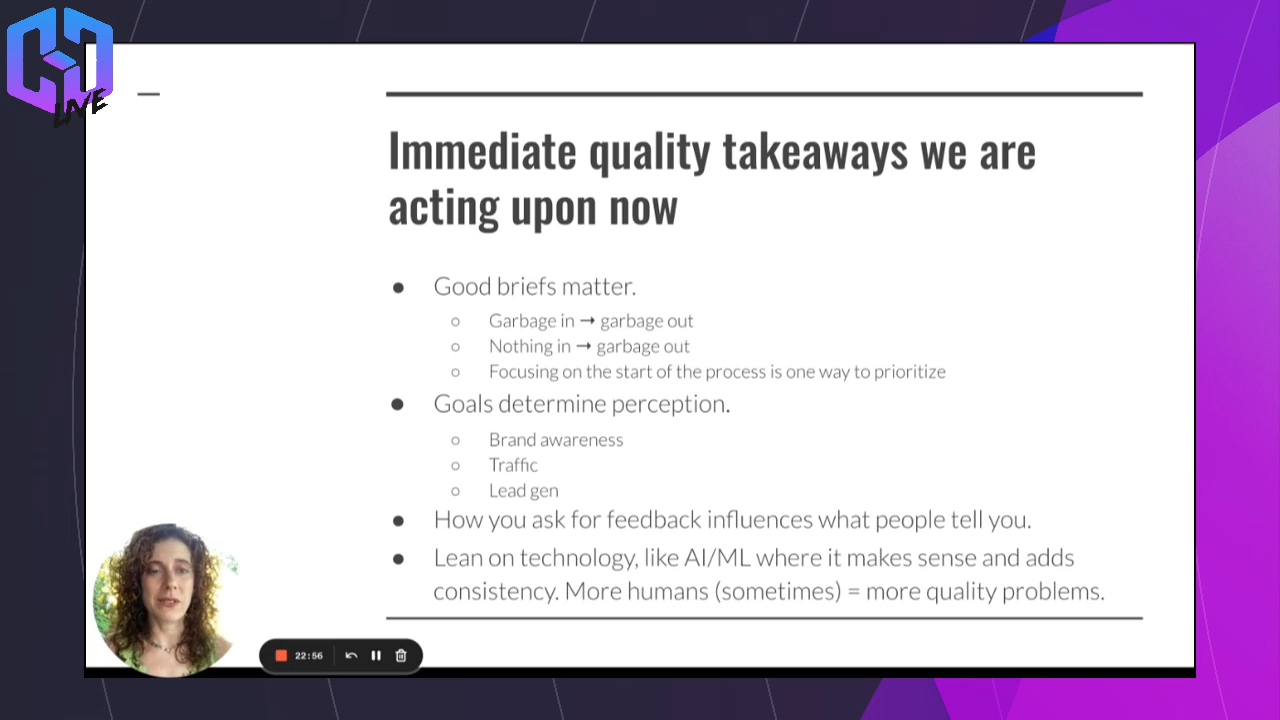 LIVE
Immediate quality takeaways we are
acting upon now
● Good briefs matter.
○ Garbage in → garbage out
○ Nothing in → garbage out
○ Focusing on the start of the process is one way to prioritize
● Goals determine perception.
○ Brand awareness
○ Traffic
○ Lead gen
● How you ask for feedback influences what people tell you.
● Lean on technology, like AI/ML where it makes sense and adds
consistency. More humans (sometimes) = more quality problems.
22:56